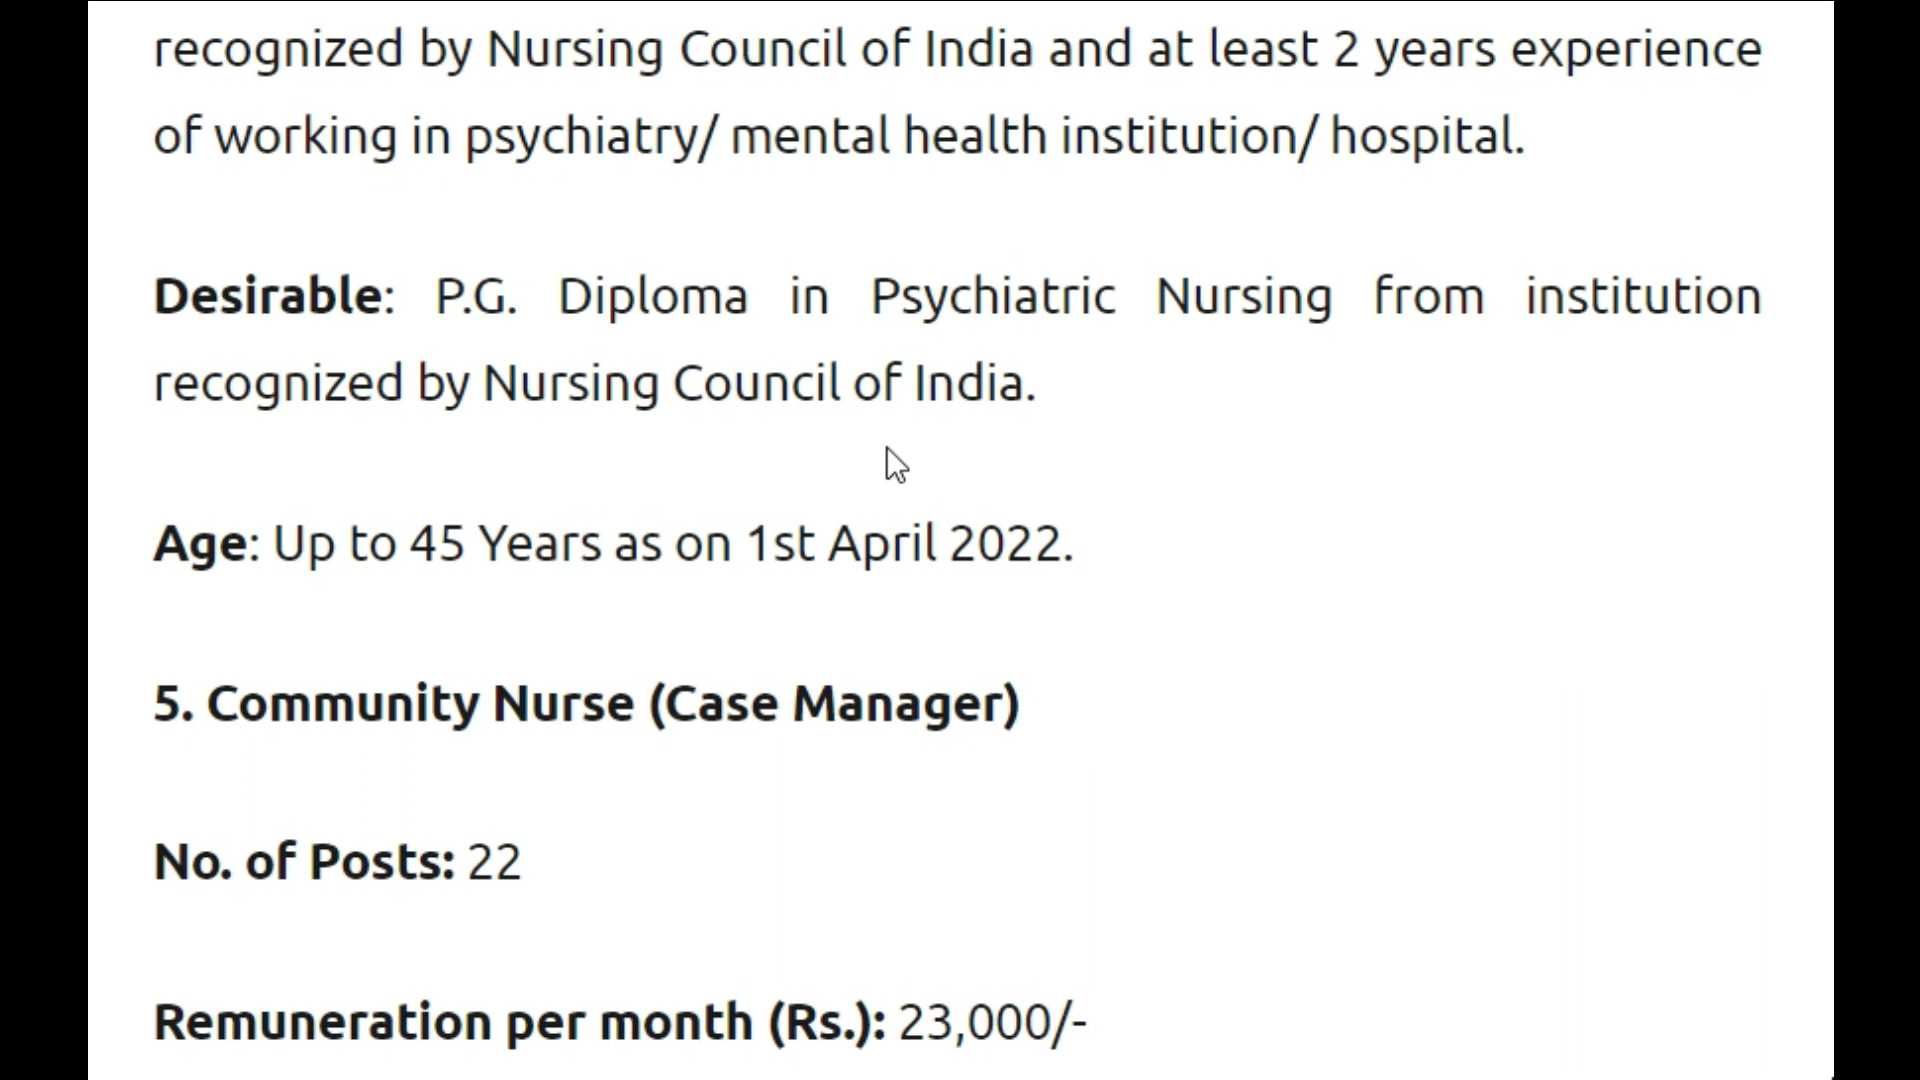 recognized by Nursing Council of India and at least 2 years experience
of working in psychiatry/ mental health institution/ hospital.
Desirable: P.G. Diploma in Psychiatric Nursing from institution
recognized by Nursing Council of India.
Age: Up to 45 Years as on 1st April 2022.
5. Community Nurse (Case Manager)
No. of Posts: 22
Remuneration per month (Rs.): 23,000/-